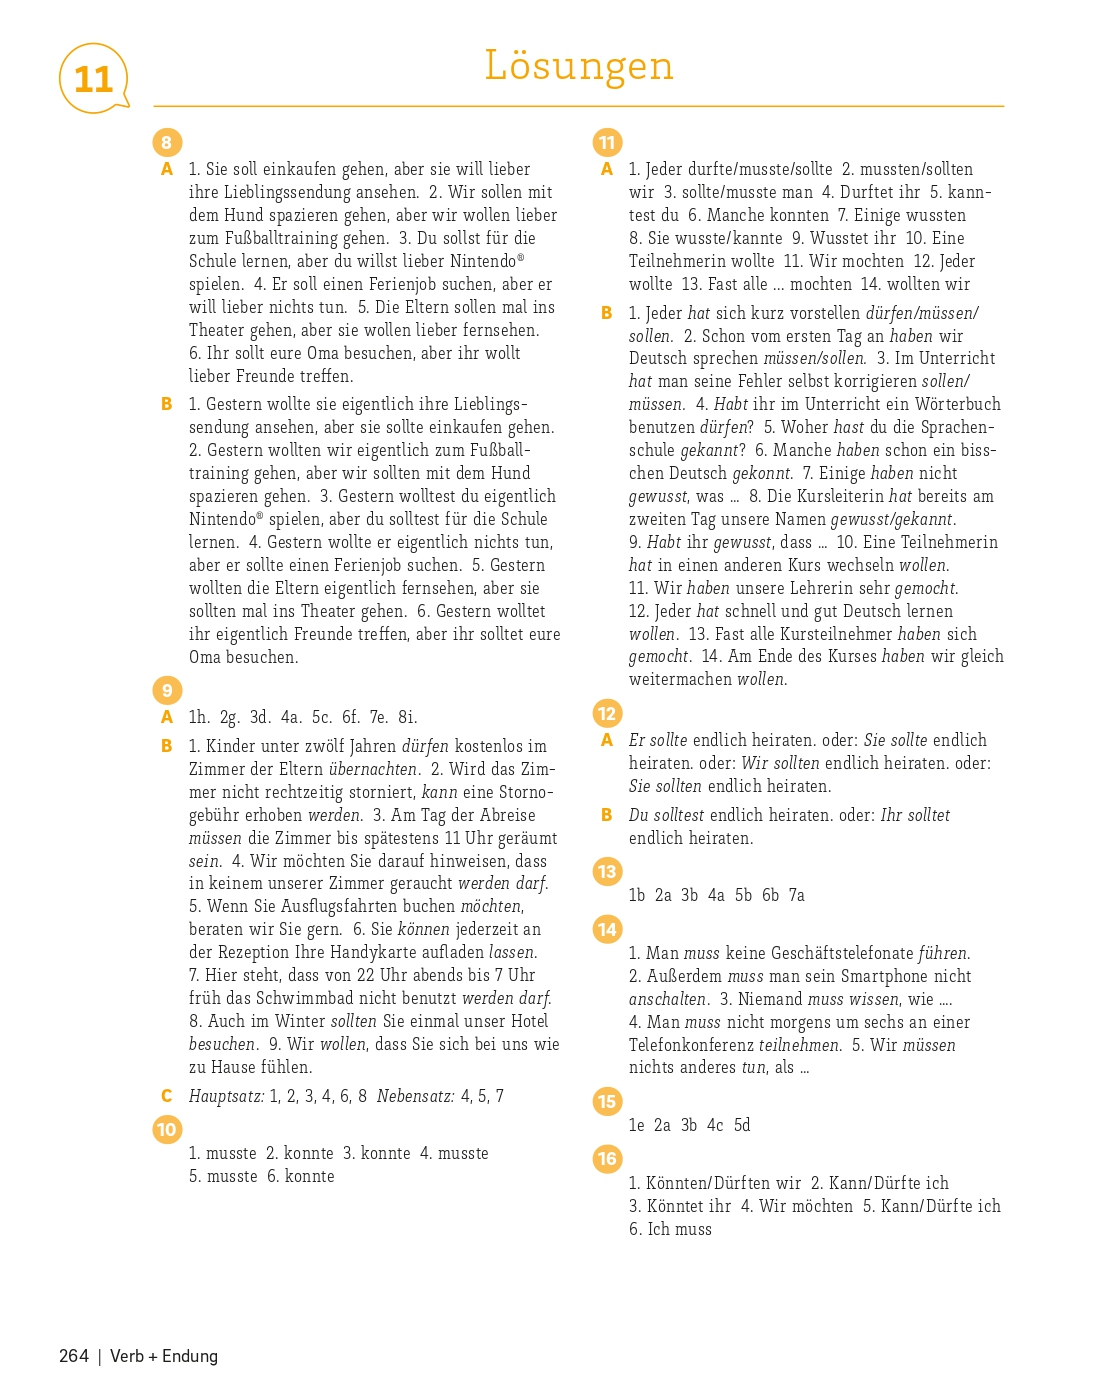 11
Lösungen
8
A 1. Sie soll einkaufen gehen, aber sie will lieber
ihre Lieblingssendung ansehen. 2. Wir sollen mit
dem Hund spazieren gehen, aber wir wollen lieber
zum Fußballtraining gehen. 3. Du sollst für die
Schule lernen, aber du willst lieber Nintendo®
spielen. 4. Er soll einen Ferienjob suchen, aber er
will lieber nichts tun. 5. Die Eltern sollen mal ins
Theater gehen, aber sie wollen lieber fernsehen.
6. Ihr sollt eure Oma besuchen, aber ihr wollt
lieber Freunde treffen.
B 1. Gestern wollte sie eigentlich ihre Lieblings-
sendung ansehen, aber sie sollte einkaufen gehen.
2. Gestern wollten wir eigentlich zum Fußball-
training gehen, aber wir sollten mit dem Hund
spazieren gehen. 3. Gestern wolltest du eigentlich
Nintendo® spielen, aber du solltest für die Schule
lernen. 4. Gestern wollte er eigentlich nichts tun,
aber er sollte einen Ferienjob suchen. 5. Gestern
wollten die Eltern eigentlich fernsehen, aber sie
sollten mal ins Theater gehen. 6. Gestern wolltet
ihr eigentlich Freunde treffen, aber ihr solltet eure
Oma besuchen.
9
A 1h. 2g. 3d. 4a. 5c. 6f. 7e. 8i.
B 1. Kinder unter zwölf Jahren dürfen kostenlos im
Zimmer der Eltern übernachten. 2. Wird das Zim-
mer nicht rechtzeitig storniert, kann eine Storno-
gebühr erhoben werden. 3. Am Tag der Abreise
müssen die Zimmer bis spätestens 11 Uhr geräumt
sein. 4. Wir möchten Sie darauf hinweisen, dass
in keinem unserer Zimmer geraucht werden darf.
5. Wenn Sie Ausflugsfahrten buchen möchten,
beraten wir Sie gern. 6. Sie können jederzeit an
der Rezeption Ihre Handykarte aufladen lassen.
7. Hier steht, dass von 22 Uhr abends bis 7 Uhr
früh das Schwimmbad nicht benutzt werden darf.
8. Auch im Winter sollten Sie einmal unser Hotel
besuchen. 9. Wir wollen, dass Sie sich bei uns wie
zu Hause fühlen.
C Hauptsatz: 1, 2, 3, 4, 6, 8 Nebensatz: 4, 5, 7
10
1. musste 2. konnte 3. konnte 4. musste
5. musste 6. konnte
11
A 1. Jeder durfte/musste/sollte 2. mussten/sollten
wir 3. sollte/musste man 4. Durftet ihr 5. kann-
test du 6. Manche konnten 7. Einige wussten
8. Sie wusste/kannte 9. Wusstet ihr 10. Eine
Teilnehmerin wollte 11. Wir mochten 12. Jeder
wollte 13. Fast alle ... mochten 14. wollten wir
B 1. Jeder hat sich kurz vorstellen dürfen/müssen/
sollen. 2. Schon vom ersten Tag an haben wir
Deutsch sprechen müssen/sollen. 3. Im Unterricht
hat man seine Fehler selbst korrigieren sollen/
müssen. 4. Habt ihr im Unterricht ein Wörterbuch
benutzen dürfen? 5. Woher hast du die Sprachen-
schule gekannt? 6. Manche haben schon ein biss-
chen Deutsch gekonnt. 7. Einige haben nicht
gewusst, was ... 8. Die Kursleiterin hat bereits am
zweiten Tag unsere Namen gewusst/gekannt.
9. Habt ihr gewusst, dass ... 10. Eine Teilnehmerin
hat in einen anderen Kurs wechseln wollen.
11. Wir haben unsere Lehrerin sehr gemocht.
12. Jeder hat schnell und gut Deutsch lernen
wollen. 13. Fast alle Kursteilnehmer haben sich
gemocht. 14. Am Ende des Kurses haben wir gleich
weitermachen wollen.
12
A Er sollte endlich heiraten. oder: Sie sollte endlich
heiraten. oder: Wir sollten endlich heiraten. oder:
Sie sollten endlich heiraten.
B Du solltest endlich heiraten. oder: Ihr solltet
endlich heiraten.
13
1b 2a 3b 4a 5b 6b 7a
14
1. Man muss keine Geschäftstelefonate führen.
2. Außerdem muss man sein Smartphone nicht
anschalten. 3. Niemand muss wissen, wie ....
4. Man muss nicht morgens um sechs an einer
Telefonkonferenz teilnehmen. 5. Wir müssen
nichts anderes tun, als ...
15
1e 2a 3b 4c 5d
16
1. Könnten/Dürften wir 2. Kann/Dürfte ich
3. Könntet ihr 4. Wir möchten 5. Kann/Dürfte ich
6. Ich muss
264 | Verb + Endung